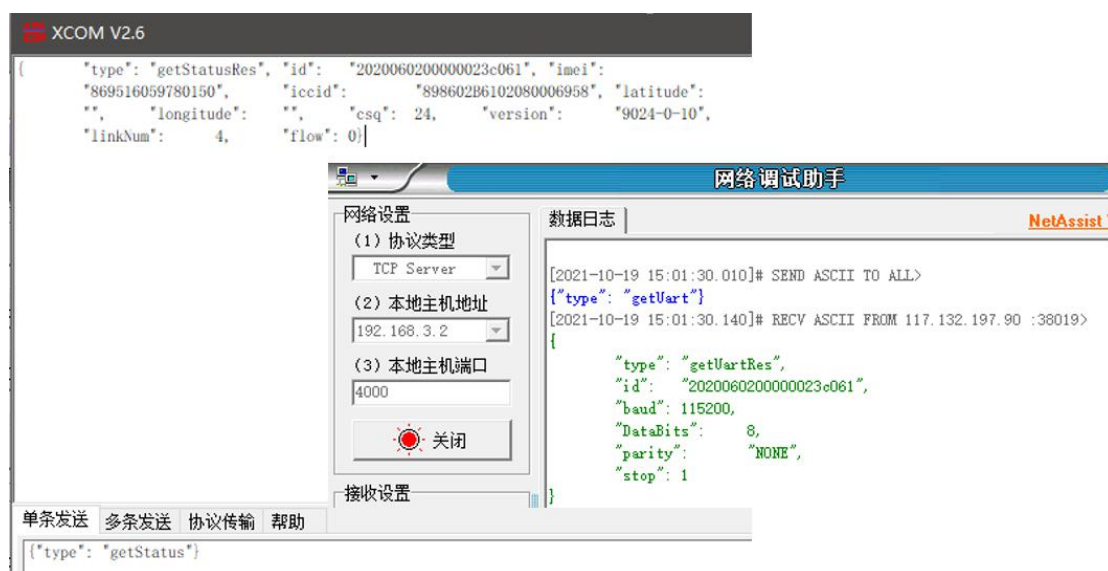 XCOM V2.6
{ "type": "getStatusRes", "id": "2020060200000023c061", "imei":
"869516059780150", "iccid": "898602B6102080006958", "latitude":
"", "longitude": "", "csq": 24, "version": "9024-0-10",
"linkNum": 4, "flow": 0}
网络调试助手
网络设置
(1) 协议类型
TCP Server
(2) 本地主机地址
192.168.3.2
(3) 本地主机端口
4000
关闭
接收设置
数据日志
NetAssist
[2021-10-19 15:01:30.010]# SEND ASCII TO ALL>
{"type": "getUart"}
[2021-10-19 15:01:30.140]# RECV ASCII FROM 117.132.197.90 :38019>
{
"type": "getUartRes",
"id": "2020060200000023c061",
"baud": 115200,
"DataBits": 8,
"parity": "NONE",
"stop": 1
}
单条发送 多条发送 协议传输 帮助
{"type": "getStatus"}